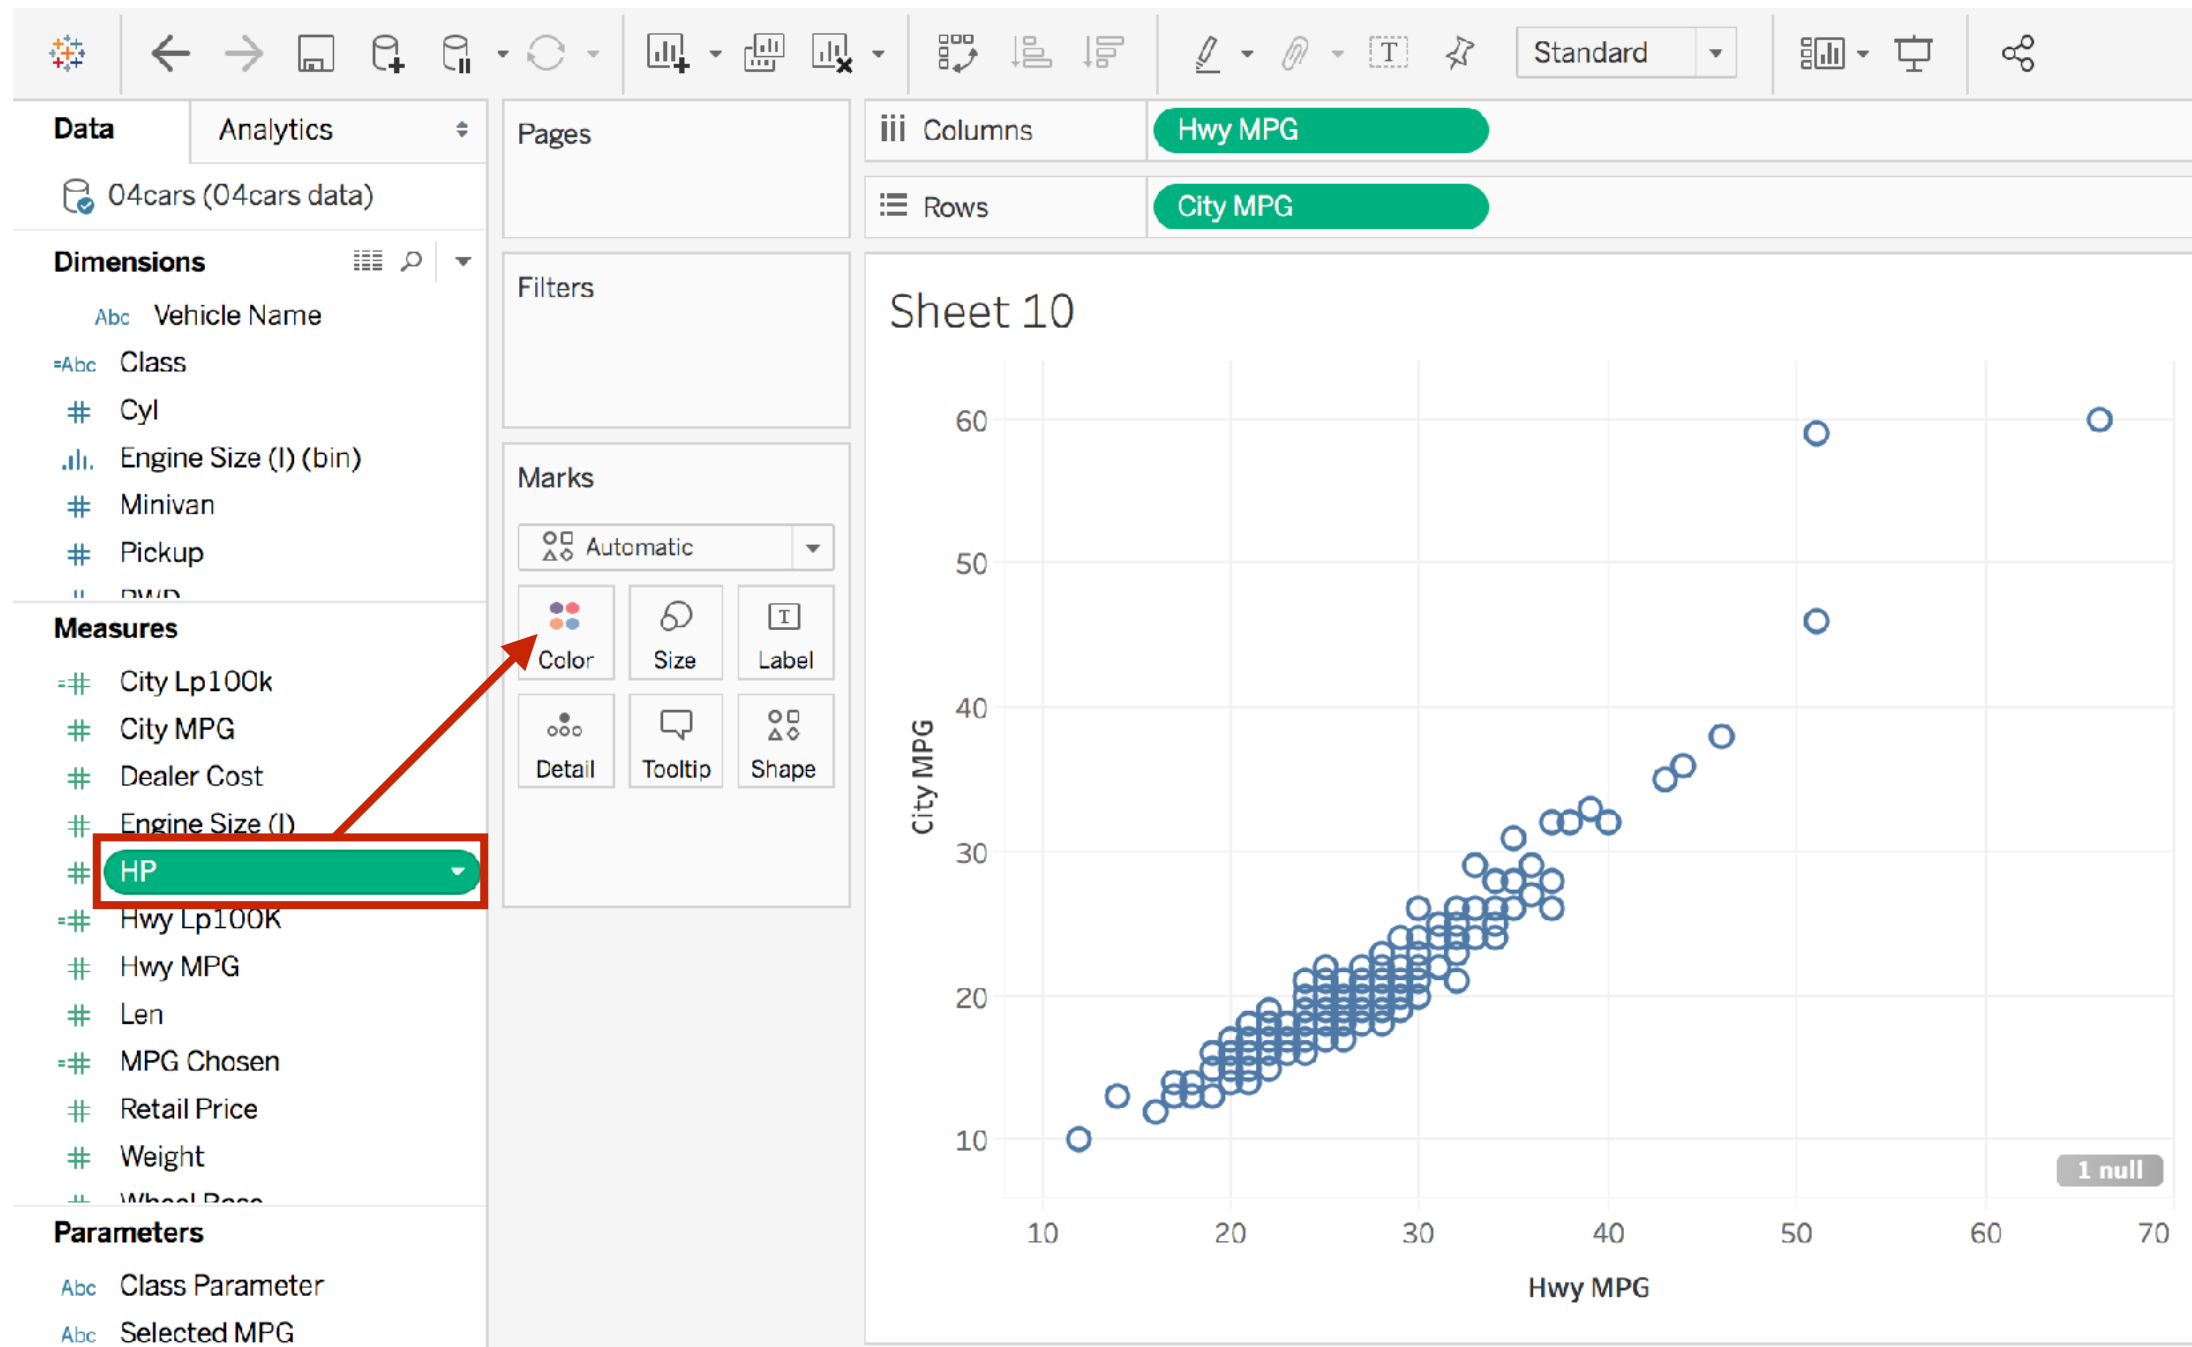 Standard
Data
Analytics
04cars (04cars data)
Dimensions
Abc Vehicle Name
=Abc Class
# Cyl
Engine Size (l) (bin)
# Minivan
# Pickup
# RWD
Measures
=# City Lp100k
# City MPG
# Dealer Cost
# Engine Size (l)
# HP
=# Hwy Lp100K
# Hwy MPG
# Len
=# MPG Chosen
# Retail Price
# Weight
# Wheel Base
Parameters
Abc Class Parameter
Abc Selected MPG
Pages
Filters
Marks
Automatic
Color
Size
T
Label
Detail
Tooltip
Shape
Columns
Hwy MPG
Rows
City MPG
Sheet 10
City MPG
60
50
40
30
20
10
1 null
10 20 30 40 50 60 70
Hwy MPG